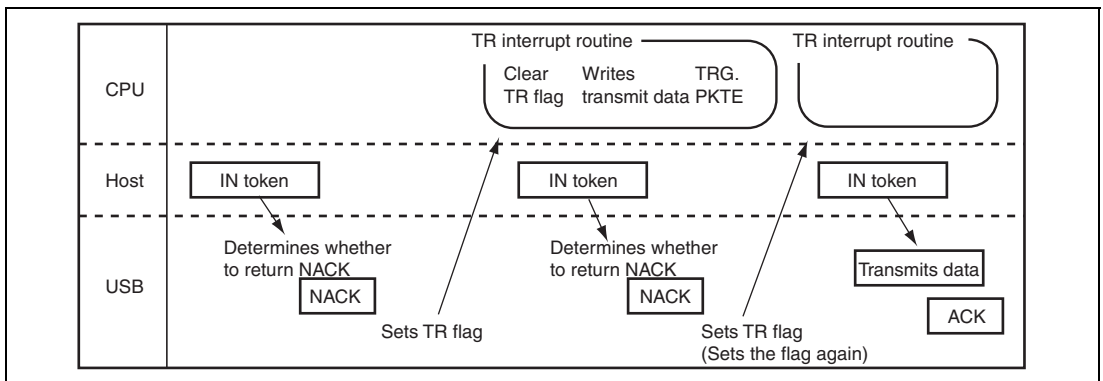 CPU
TR interrupt routine
Clear Writes TRG.
TR flag transmit data PKTE
TR interrupt routine
Host
IN token
IN token
IN token
USB
Determines whether
to return NACK
NACK
Sets TR flag
Determines whether
to return NACK
NACK
Sets TR flag
(Sets the flag again)
Transmits data
ACK